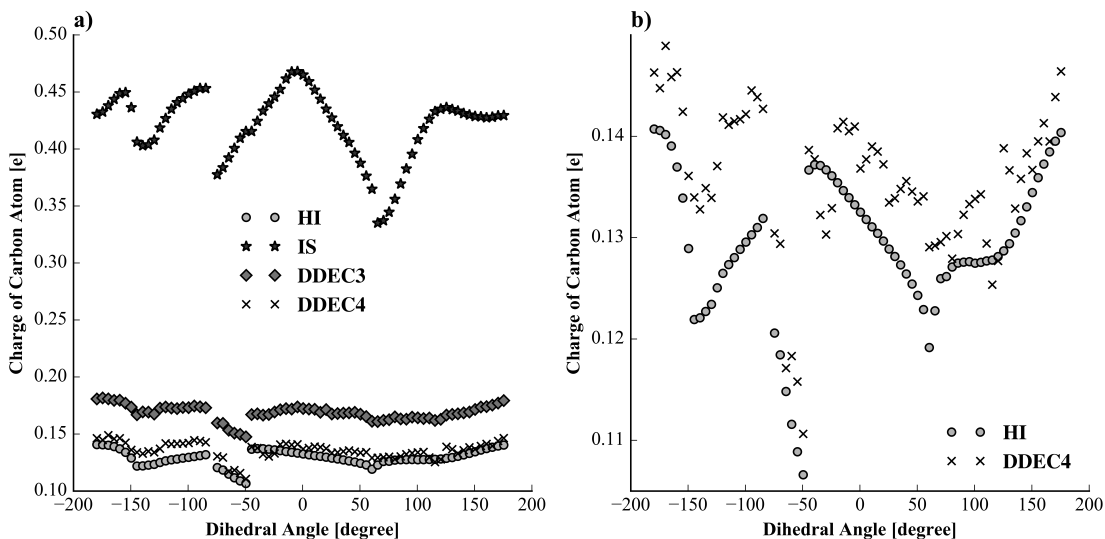 a)
Charge of Carbon Atom [e]
0.50
0.45
0.40
0.35
0.30
0.25
0.20
0.15
0.10
HI
IS
DDEC3
DDEC4
−200 −150 −100 −50 0 50 100 150 200
Dihedral Angle [degree]
b)
Charge of Carbon Atom [e]
0.14
0.13
0.12
0.11
HI
DDEC4
−200 −150 −100 −50 0 50 100 150 200
Dihedral Angle [degree]